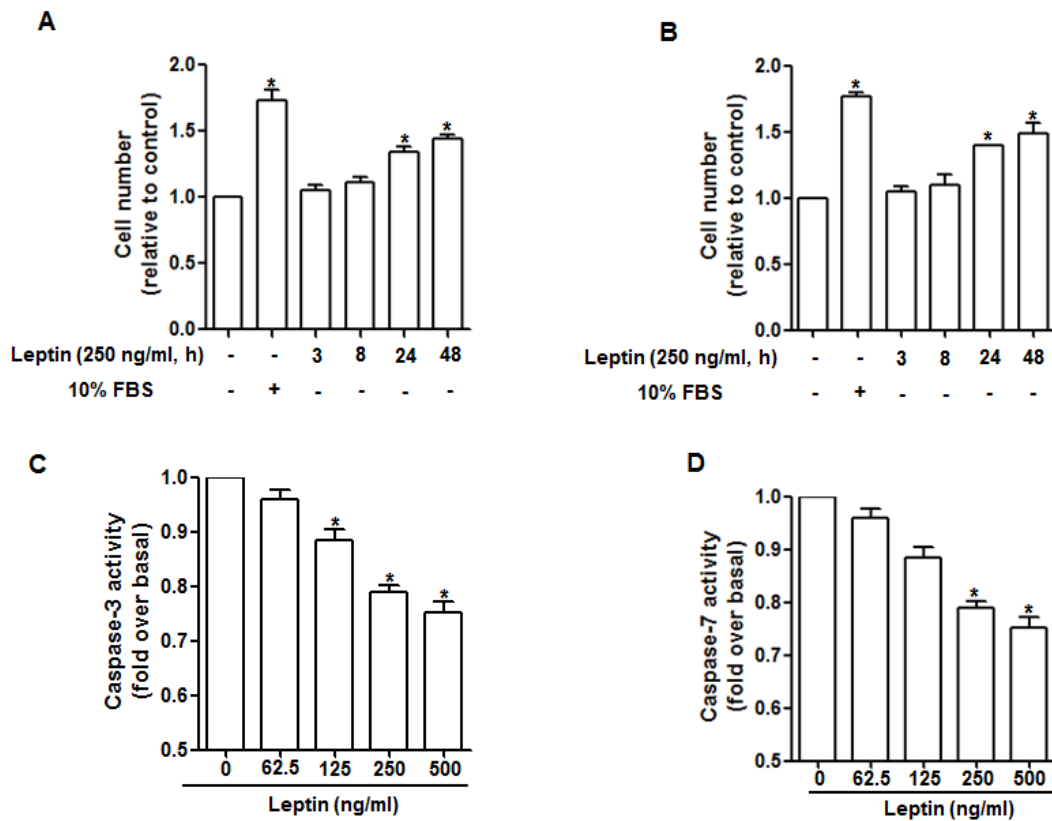 A
2.0
1.5
1.0
0.5
0.0
Cell number
(relative to control)
* * *
Leptin (250 ng/ml, h) - - 3 8 24 48
10% FBS - + - - - -
B
2.0
1.5
1.0
0.5
0.0
Cell number
(relative to control)
* * *
Leptin (250 ng/ml, h) - - 3 8 24 48
10% FBS - + - - - -
C
1.0
0.9
0.8
0.7
0.6
0.5
Caspase-3 activity
(fold over basal)
* * *
0 62.5 125 250 500
Leptin (ng/ml)
D
1.0
0.9
0.8
0.7
0.6
0.5
Caspase-7 activity
(fold over basal)
* *
0 62.5 125 250 500
Leptin (ng/ml)